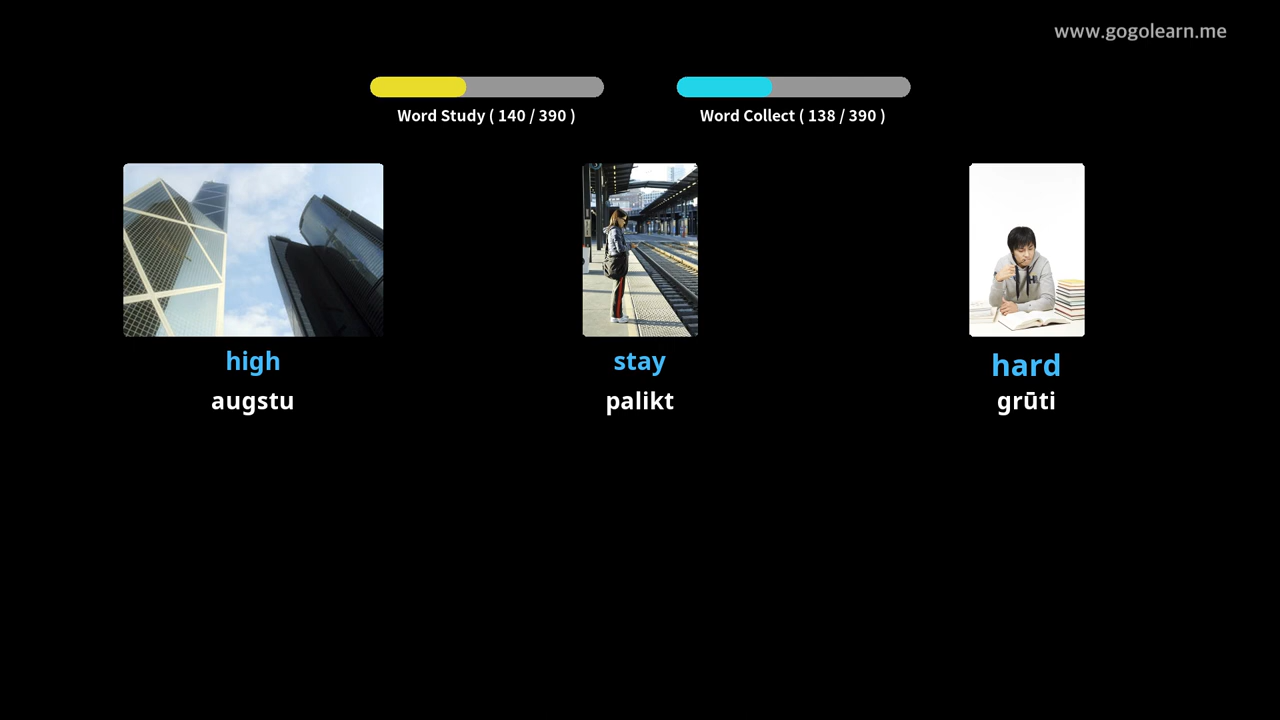 www.gogolearn.me
Word Study ( 140 / 390 )
Word Collect ( 138 / 390 )
high
stay
hard
augstu
palikt
grūti